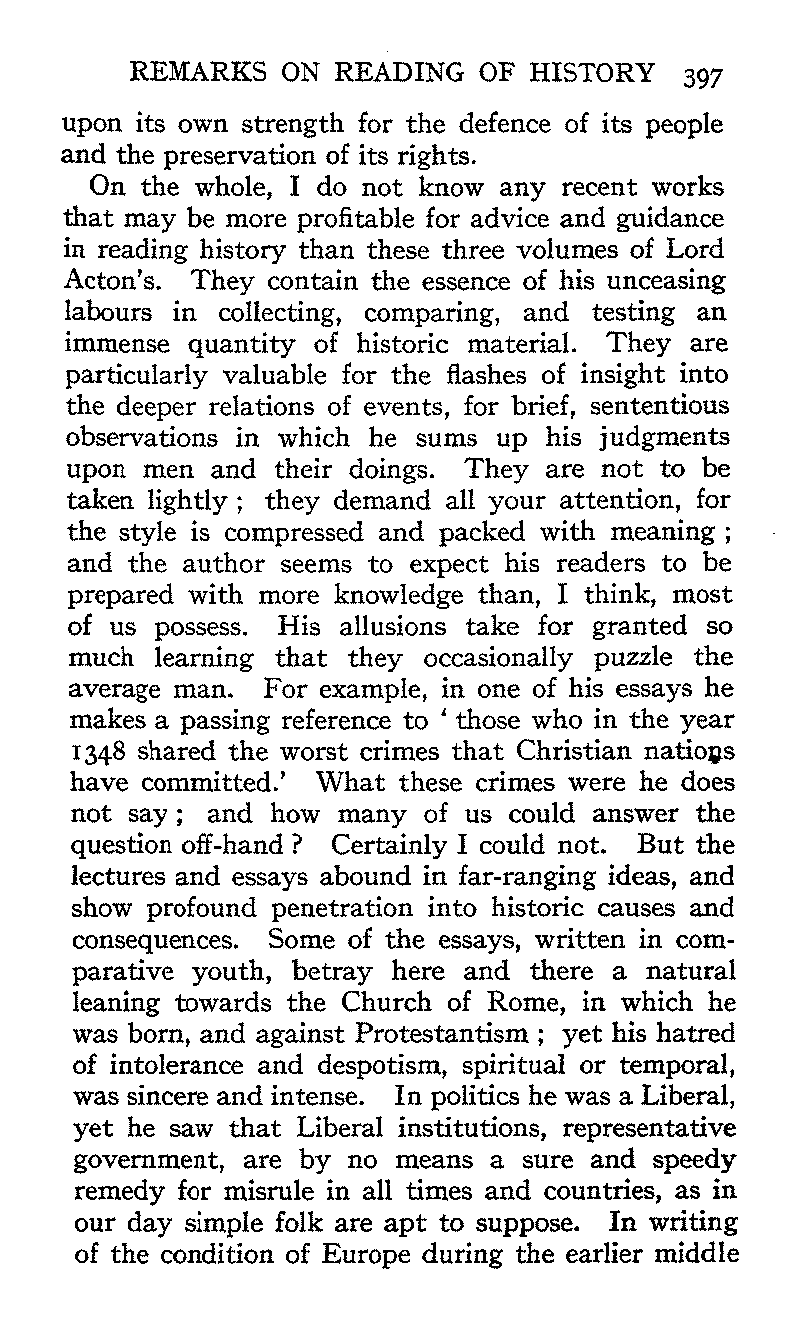 REMARKS ON READING OF HISTORY 397
upon its own strength for the defence of its people
and the preservation of its rights.
On the whole, I do not know any recent works
that may be more profitable for advice and guidance
in reading history than these three volumes of Lord
Acton's. They contain the essence of his unceasing
labours in collecting, comparing, and testing an
immense quantity of historic material. They are
particularly valuable for the flashes of insight into
the deeper relations of events, for brief, sententious
observations in which he sums up his judgments
upon men and their doings. They are not to be
taken lightly ; they demand all your attention, for
the style is compressed and packed with meaning ;
and the author seems to expect his readers to be
prepared with more knowledge than, I think, most
of us possess. His allusions take for granted so
much learning that they occasionally puzzle the
average man. For example, in one of his essays he
makes a passing reference to ‘ those who in the year
1348 shared the worst crimes that Christian nations
have committed.’ What these crimes were he does
not say ; and how many of us could answer the
question off-hand ? Certainly I could not. But the
lectures and essays abound in far-ranging ideas, and
show profound penetration into historic causes and
consequences. Some of the essays, written in com-
parative youth, betray here and there a natural
leaning towards the Church of Rome, in which he
was born, and against Protestantism ; yet his hatred
of intolerance and despotism, spiritual or temporal,
was sincere and intense. In politics he was a Liberal,
yet he saw that Liberal institutions, representative
government, are by no means a sure and speedy
remedy for misrule in all times and countries, as in
our day simple folk are apt to suppose. In writing
of the condition of Europe during the earlier middle